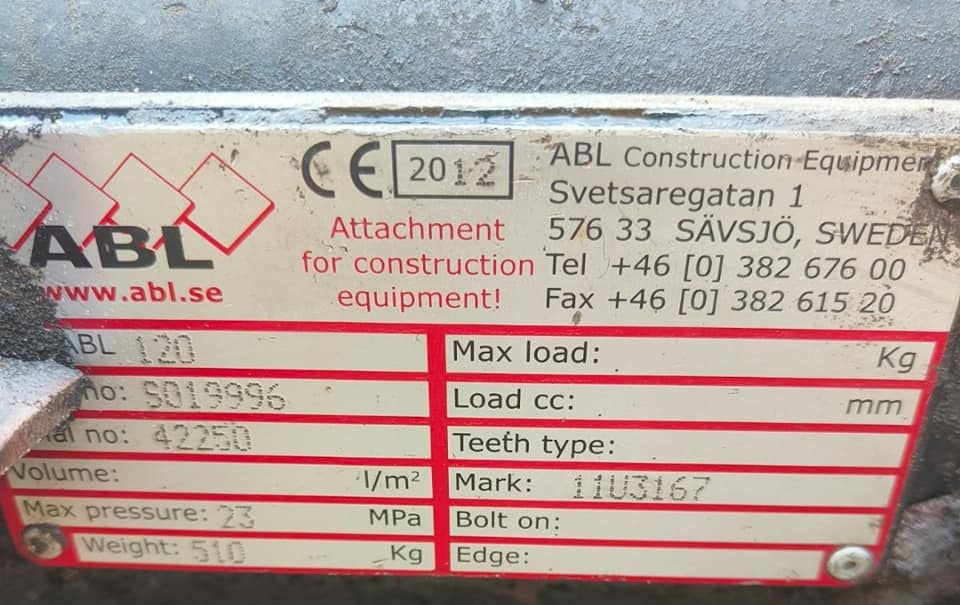 CE 2012
ABL
www.abl.se
Attachment
for construction
equipment!
ABL Construction Equipmen
Svetsaregatan 1
576 33 SÄVSJÖ, SWEDEN
Tel +46 [0] 382 676 00
Fax +46 [0] 382 615 20
ABL 120
no: S019996
al no: 42250
Volume: l/m²
Max pressure: 23 MPa
Weight: 510 Kg
Max load: Kg
Load cc: mm
Teeth type:
Mark: 11U3167
Bolt on:
Edge: